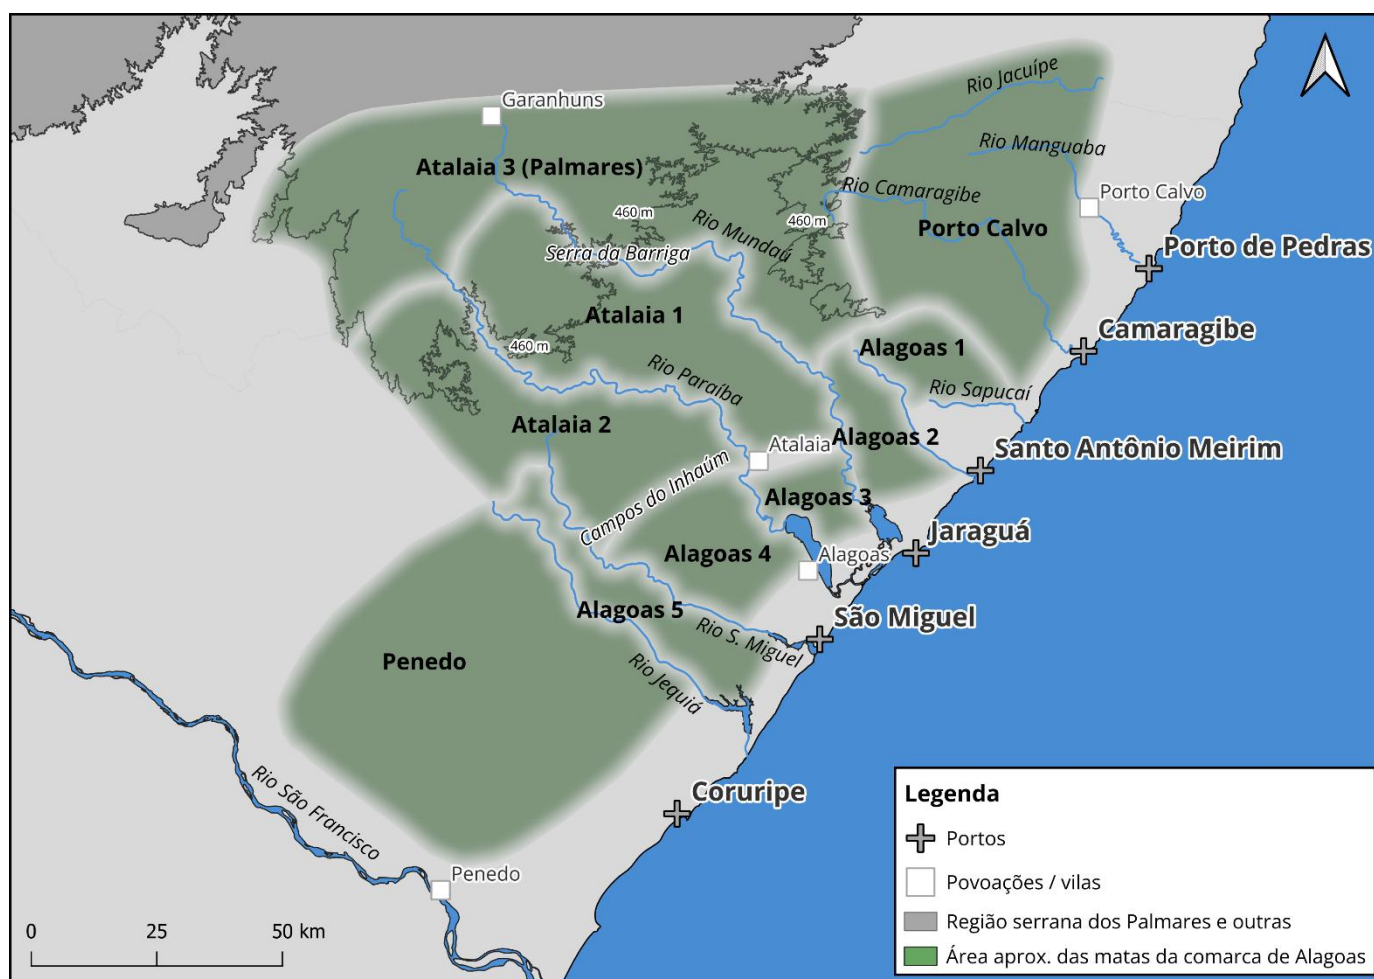 Garanhuns
Rio Jacuípe
Rio Manguaba
Atalaia 3 (Palmares)
Rio Camaragibe
Porto Calvo
460 m
460 m
Rio Mundaú
Porto Calvo
Serra da Barriga
Porto de Pedras
Atalaia 1
Camaragibe
460 m
Alagoas 1
Rio Paraíba
Rio Sapucaí
Atalaia 2
Atalaia
Alagoas 2
Santo Antônio Meirim
Campos do Inhaúm
Alagoas 3
Jaraguá
Alagoas 4
Alagoas
Alagoas 5
São Miguel
Rio S. Miguel
Penedo
Rio Jequiá
Coruripe
Rio São Francisco
Penedo
0 25 50 km
Legenda
Portos
Povoações / vilas
Região serrana dos Palmares e outras
Área aprox. das matas da comarca de Alagoas